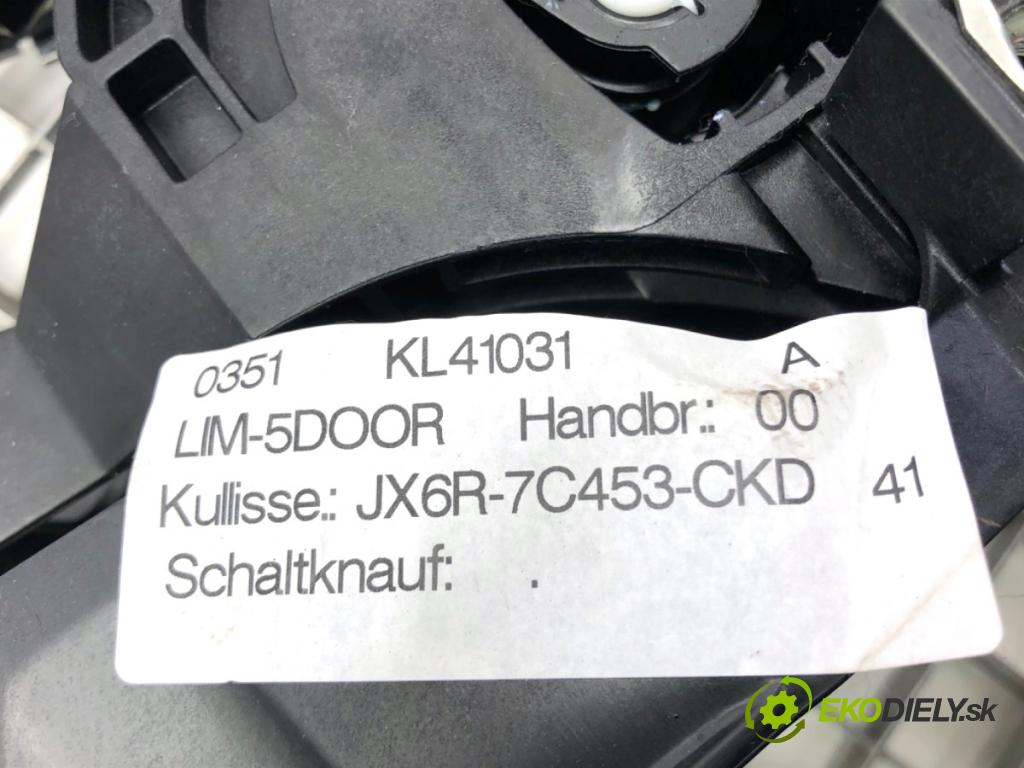 0351 KL41031 A
LIM-5DOOR Handbr.: 00
Kullisse.: JX6R-7C453-CKD 41
Schaltknauf: .
EKODIELY.sk